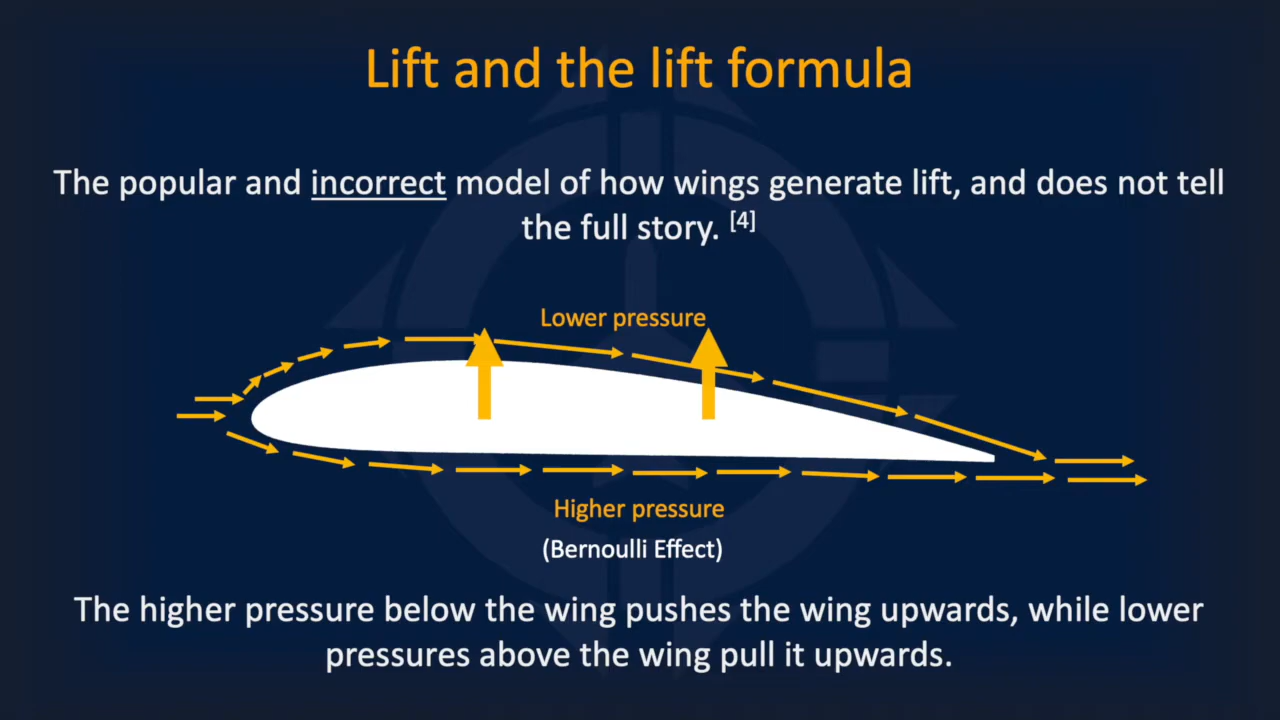 Lift and the lift formula
The popular and incorrect model of how wings generate lift, and does not tell
the full story. [4]
Lower pressure
Higher pressure
(Bernoulli Effect)
The higher pressure below the wing pushes the wing upwards, while lower
pressures above the wing pull it upwards.